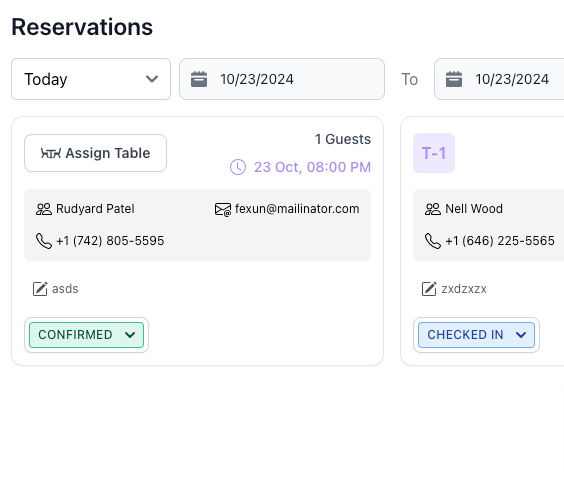 Reservations
Today 10/23/2024 To 10/23/2024
Assign Table 1 Guests
23 Oct, 08:00 PM
Rudyard Patel fexun@mailinator.com
+1 (742) 805-5595
asds
CONFIRMED
T-1
Nell Wood
+1 (646) 225-5565
zxdzxzx
CHECKED IN